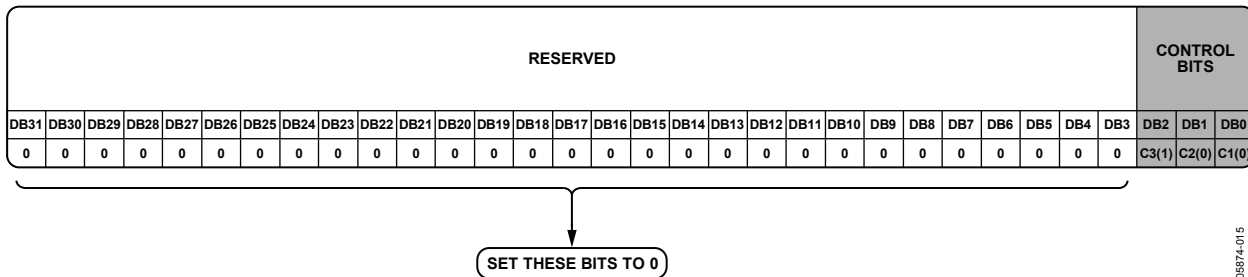 RESERVED
CONTROL
BITS
DB31 DB30 DB29 DB28 DB27 DB26 DB25 DB24 DB23 DB22 DB21 DB20 DB19 DB18 DB17 DB16 DB15 DB14 DB13 DB12 DB11 DB10 DB9 DB8 DB7 DB6 DB5 DB4 DB3 DB2 DB1 DB0
0 0 0 0 0 0 0 0 0 0 0 0 0 0 0 0 0 0 0 0 0 0 0 0 0 0 0 0 0 C3(1) C2(0) C1(0)
SET THESE BITS TO 0
05874-015